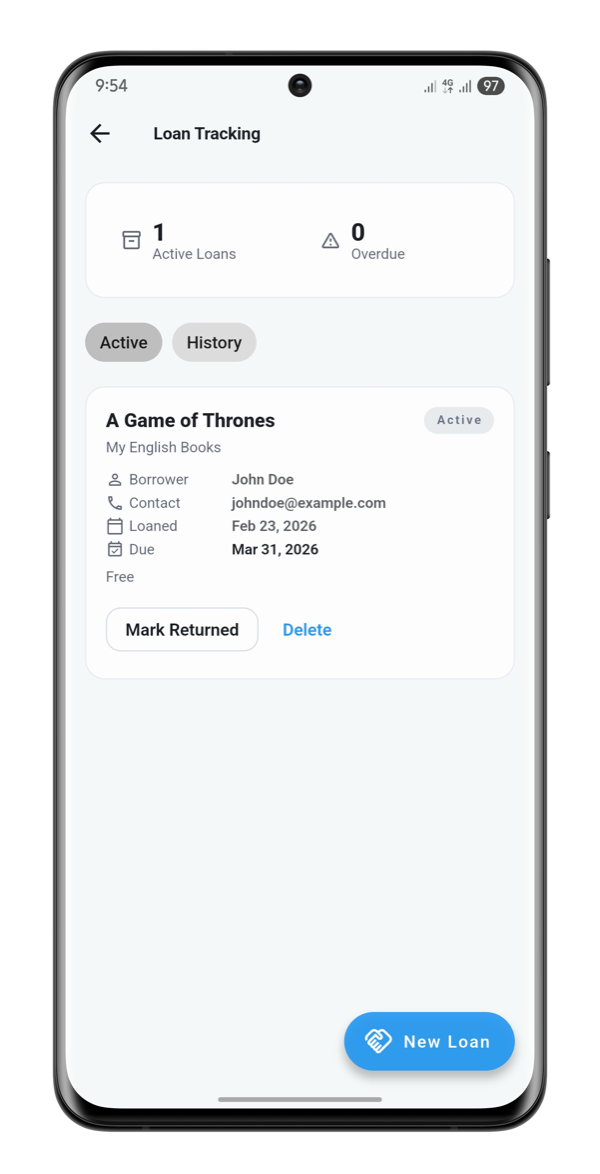 9:54 4G 97
Loan Tracking
1 0
Active Loans Overdue
Active History
A Game of Thrones Active
My English Books
Borrower John Doe
Contact johndoe@example.com
Loaned Feb 23, 2026
Due Mar 31, 2026
Free
Mark Returned Delete
New Loan